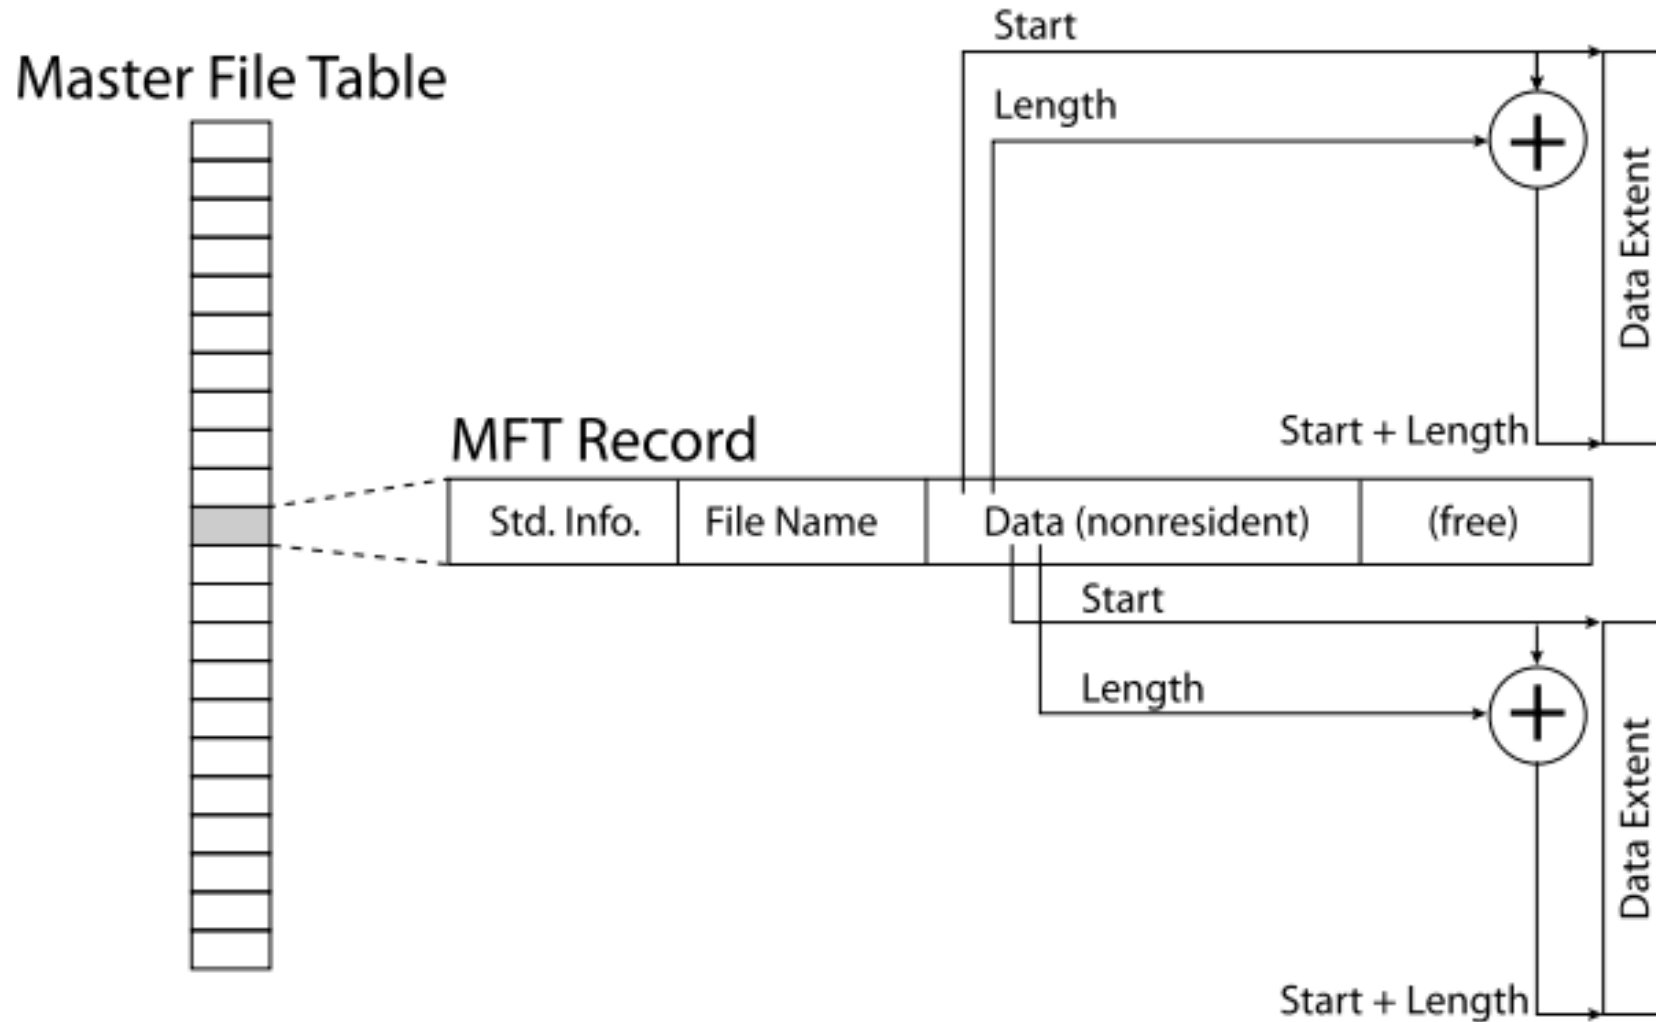 Master File Table
Start
Length
+
Data Extent
Start + Length
MFT Record
Std. Info.
File Name
Data (nonresident)
(free)
Start
Length
+
Data Extent
Start + Length